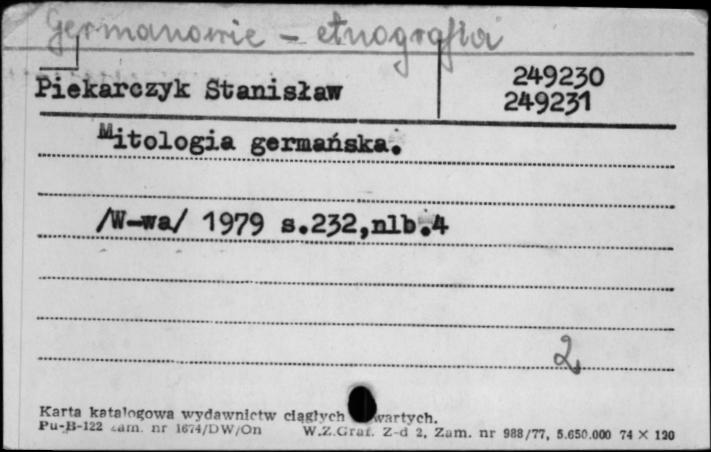 Germanowie - etnografia
Piekarczyk Stanisław
249230
249231
Mitologia germańska.
/W-wa/ 1979 s.232,nlb.4
2
Karta katalogowa wydawnictw ciągłych wartych.
Pu-B-122 zam. nr 1674/DW/On W.Z.Graf. Z-d 2, Zam. nr 988/77, 5.650.000 74 X 120